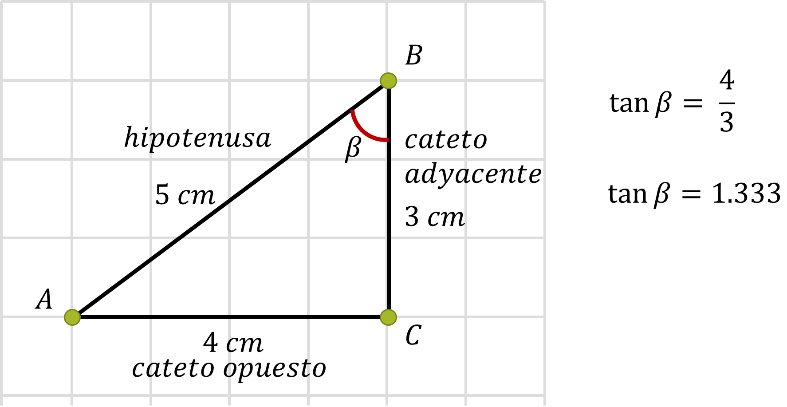 B
hipotenusa
5 cm
β
cateto
adyacente
3 cm
A
C
4 cm
cateto opuesto
tan β = 4/3
tan β = 1.333